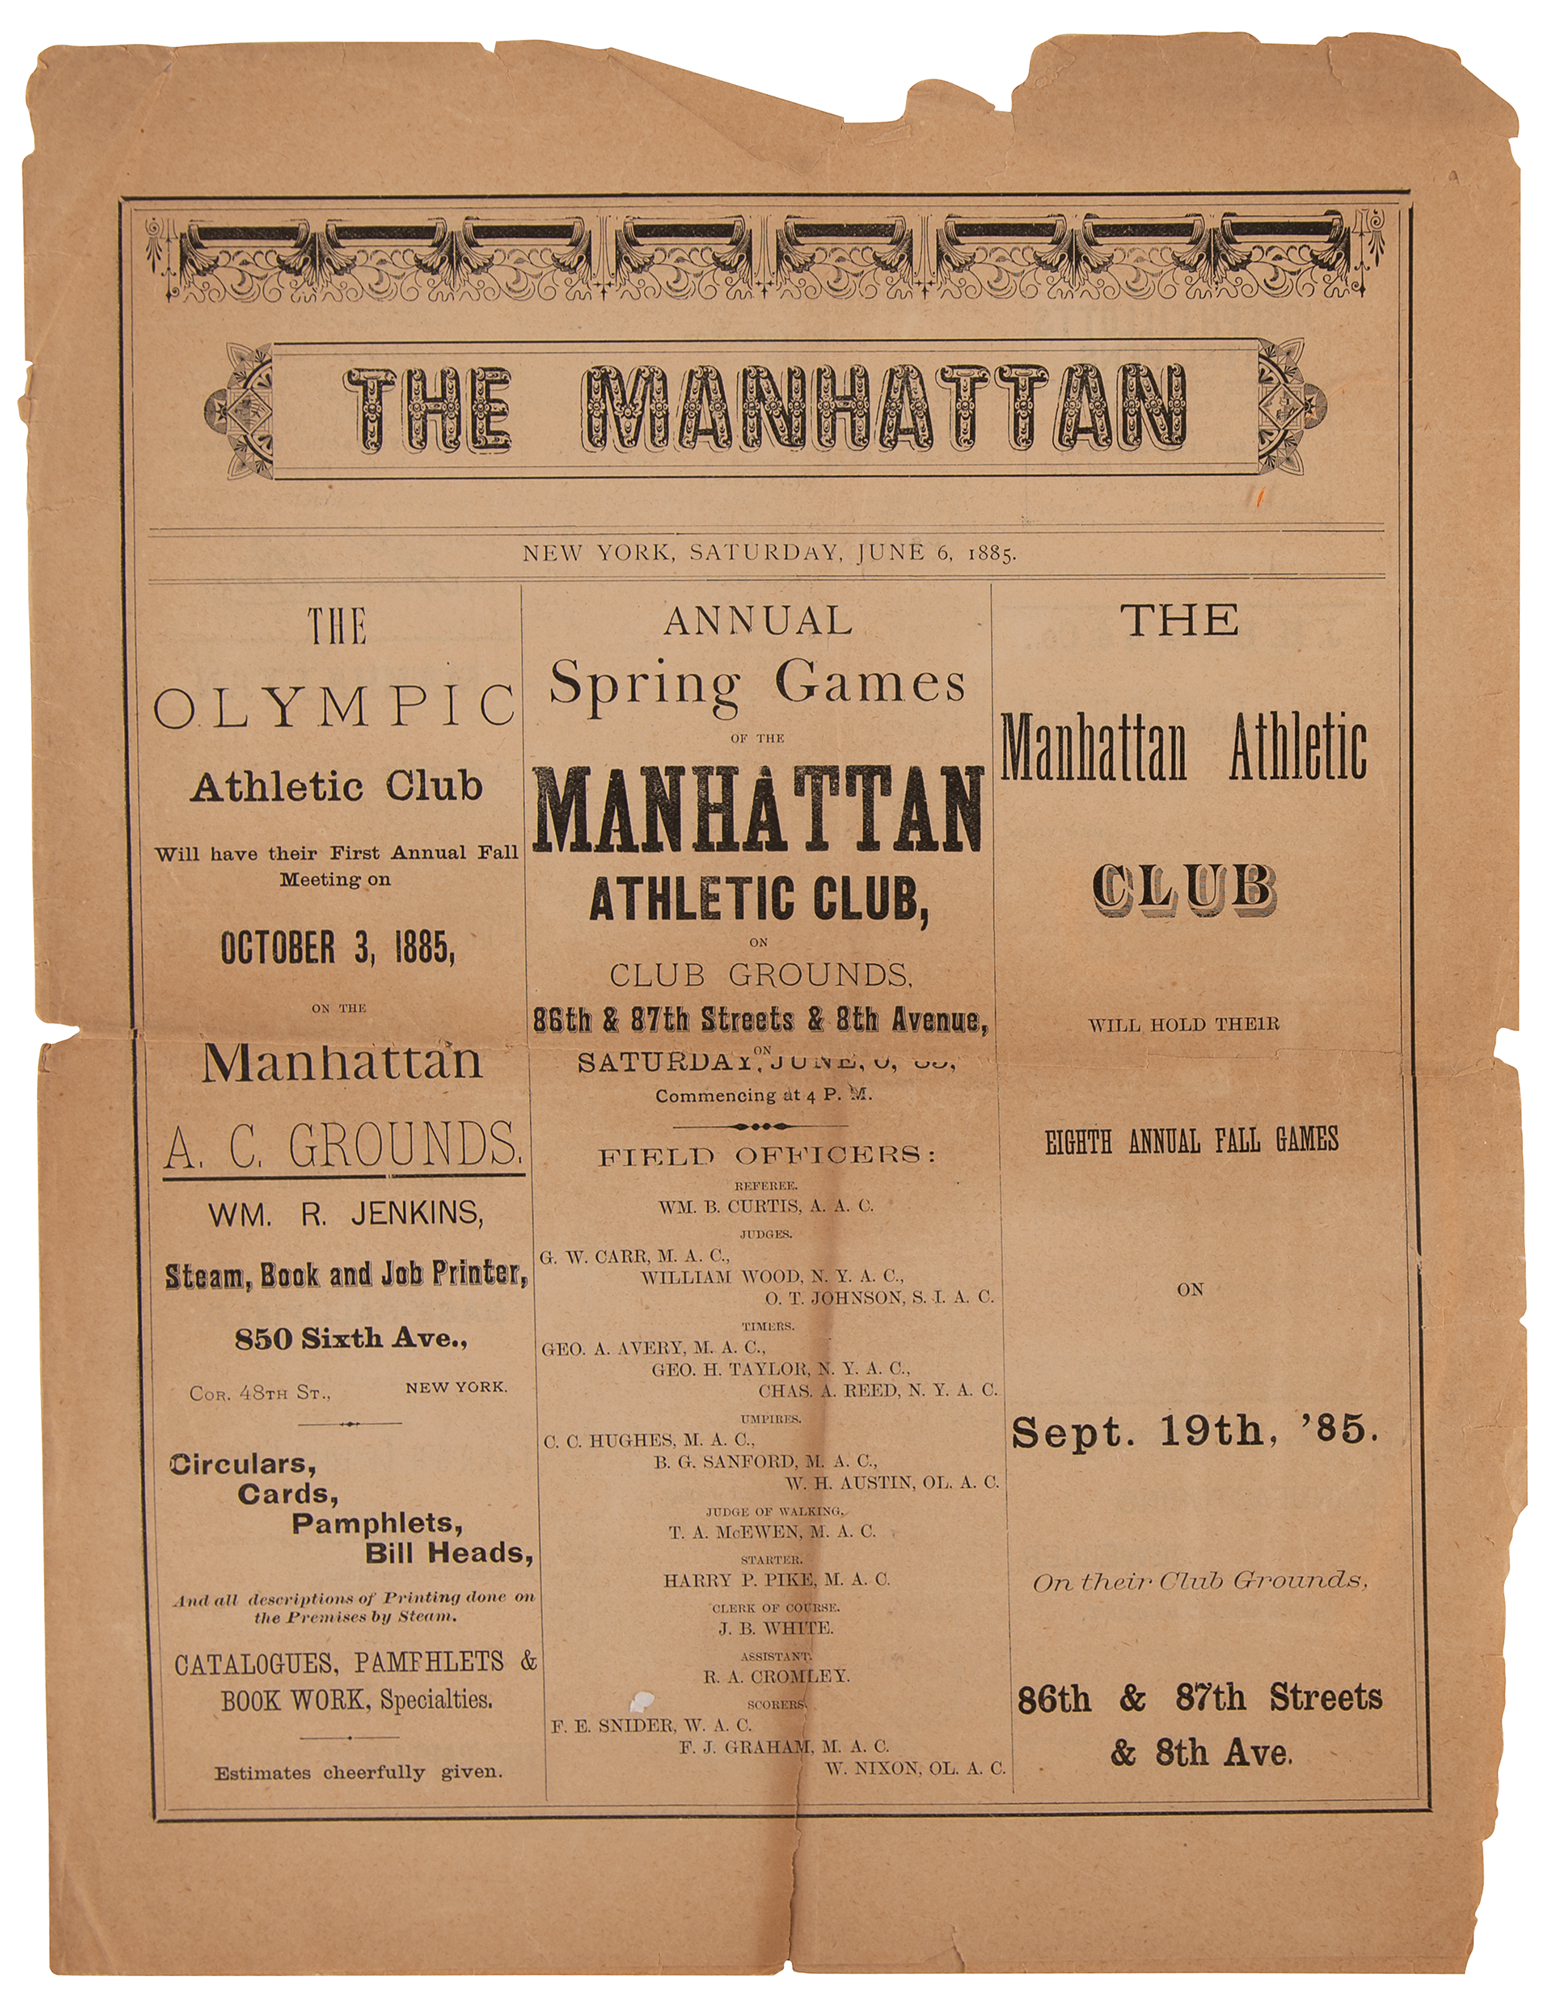 THE MANHATTAN
NEW YORK, SATURDAY, JUNE 6, 1885.
THE
OLYMPIC
Athletic Club
Will have their First Annual Fall
Meeting on
OCTOBER 3, 1885,
ON THE
Manhattan
A. C. GROUNDS.
WM. R. JENKINS,
Steam, Book and Job Printer,
850 Sixth Ave.,
COR. 48TH ST., NEW YORK.
Circulars,
Cards,
Pamphlets,
Bill Heads,
And all descriptions of Printing done on
the Premises by Steam.
CATALOGUES, PAMPHLETS &
BOOK WORK, Specialties.
Estimates cheerfully given.
ANNUAL
Spring Games
OF THE
MANHATTAN
ATHLETIC CLUB,
ON
CLUB GROUNDS,
86th & 87th Streets & 8th Avenue,
ON
SATURDAY, JUNE, 6, '85,
Commencing at 4 P. M.
FIELD OFFICERS:
REFEREE.
WM. B. CURTIS, A. A. C.
JUDGES.
G. W. CARR, M. A. C.,
WILLIAM WOOD, N. Y. A. C.,
O. T. JOHNSON, S. I. A. C.
TIMERS.
GEO. A. AVERY, M. A. C.,
GEO. H. TAYLOR, N. Y. A. C.,
CHAS. A. REED, N. Y. A. C.
UMPIRES.
C. C. HUGHES, M. A. C.,
B. G. SANFORD, M. A. C.,
W. H. AUSTIN, OL. A. C.
JUDGE OF WALKING.
T. A. McEWEN, M. A. C.
STARTER.
HARRY P. PIKE, M. A. C.
CLERK OF COURSE.
J. B. WHITE.
ASSISTANT.
R. A. CROMLEY.
SCORERS.
F. E. SNIDER, W. A. C.
F. J. GRAHAM, M. A. C.
W. NIXON, OL. A. C.
THE
Manhattan Athletic
CLUB
WILL HOLD THEIR
EIGHTH ANNUAL FALL GAMES
ON
Sept. 19th, '85.
On their Club Grounds,
86th & 87th Streets
& 8th Ave.